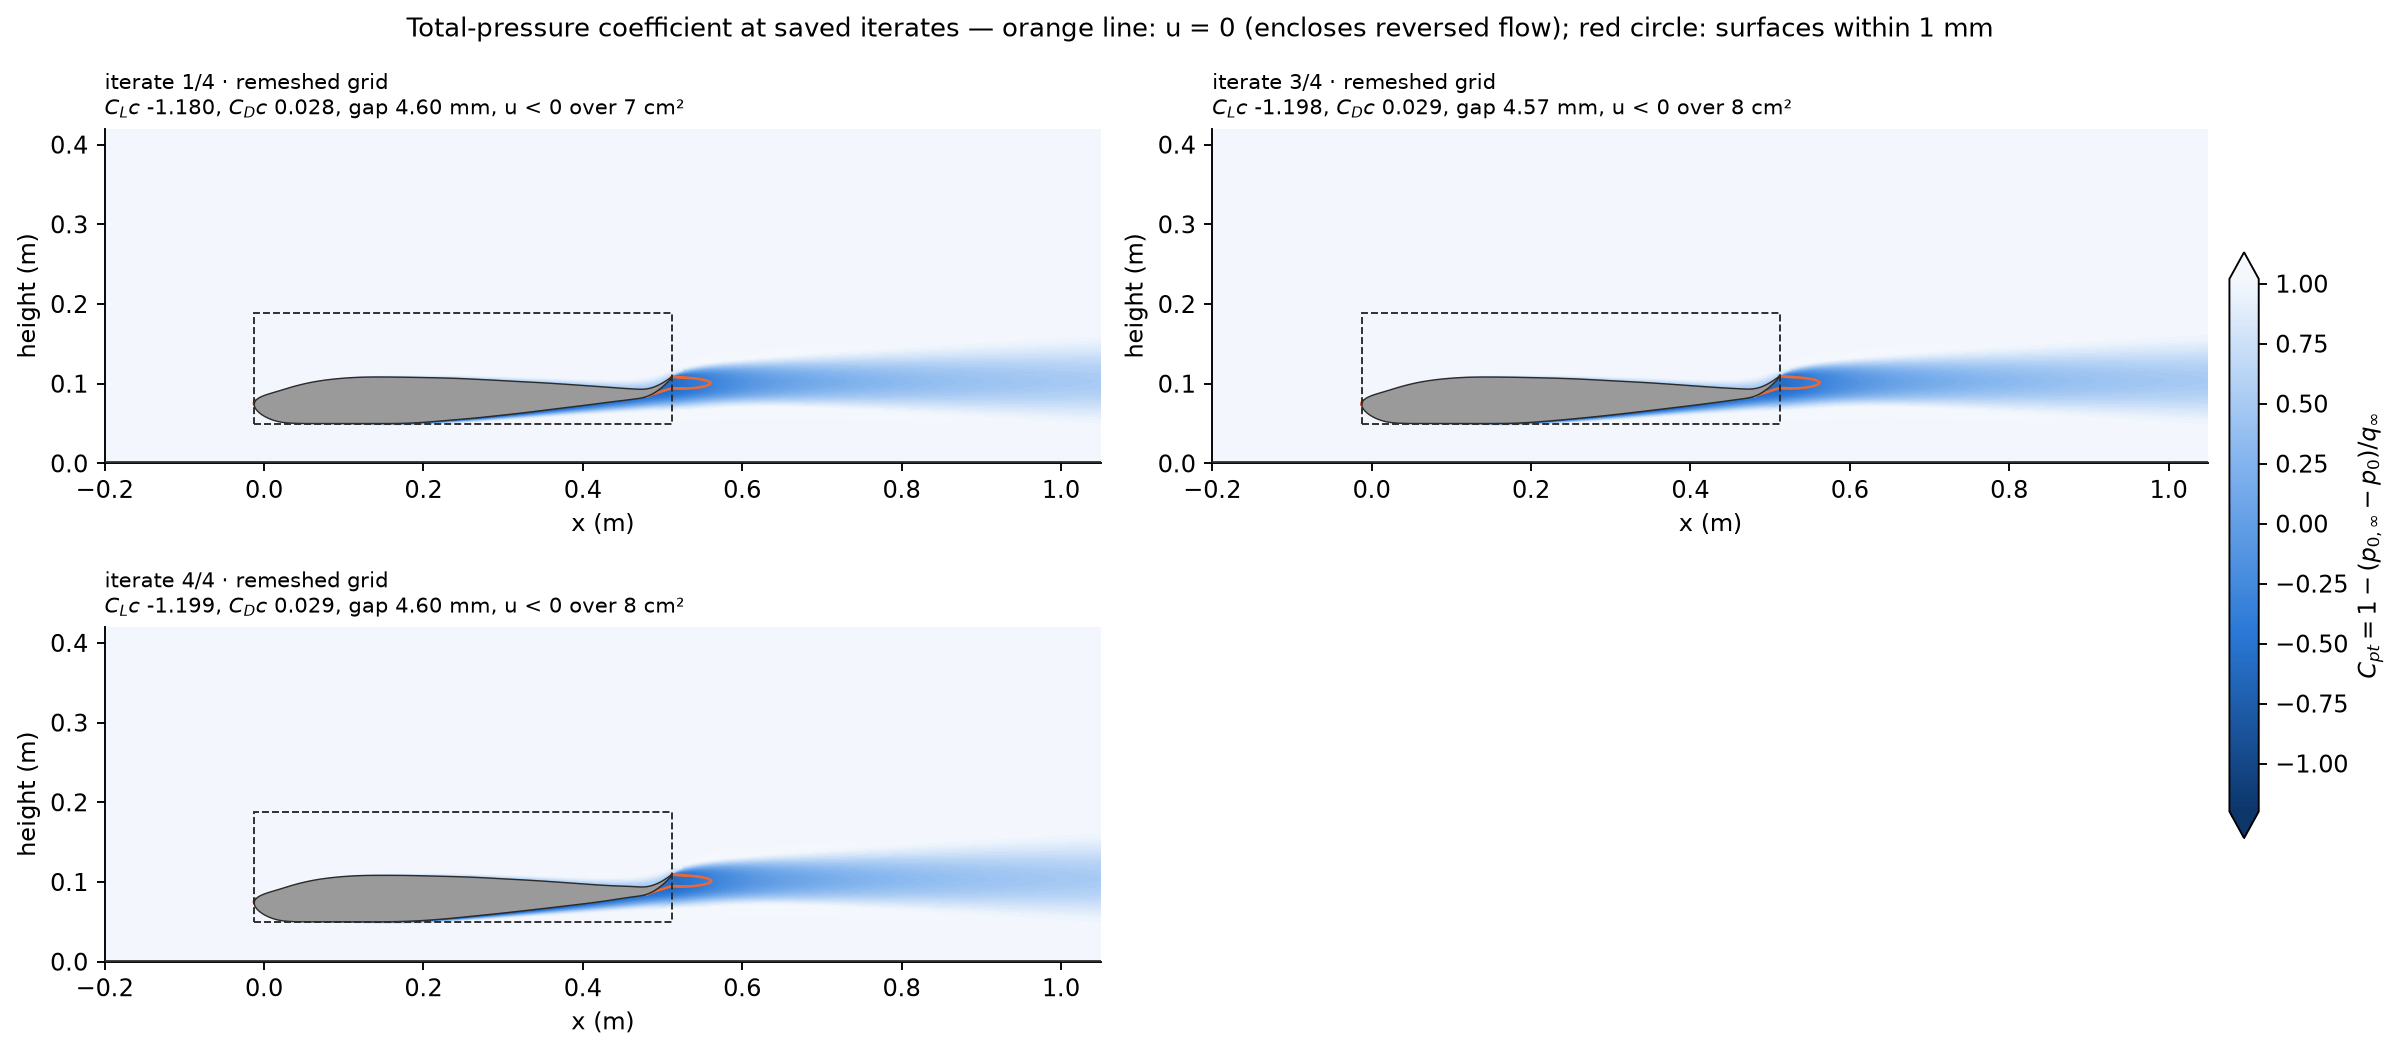 Total-pressure coefficient at saved iterates — orange line: u = 0 (encloses reversed flow); red circle: surfaces within 1 mm
iterate 1/4 · remeshed grid
C_Lc -1.180, C_Dc 0.028, gap 4.60 mm, u < 0 over 7 cm²
height (m)
0.4
0.3
0.2
0.1
0.0
−0.2 0.0 0.2 0.4 0.6 0.8 1.0
x (m)
iterate 3/4 · remeshed grid
C_Lc -1.198, C_Dc 0.029, gap 4.57 mm, u < 0 over 8 cm²
height (m)
0.4
0.3
0.2
0.1
0.0
−0.2 0.0 0.2 0.4 0.6 0.8 1.0
x (m)
iterate 4/4 · remeshed grid
C_Lc -1.199, C_Dc 0.029, gap 4.60 mm, u < 0 over 8 cm²
height (m)
0.4
0.3
0.2
0.1
0.0
−0.2 0.0 0.2 0.4 0.6 0.8 1.0
x (m)
1.00
0.75
0.50
0.25
0.00
−0.25
−0.50
−0.75
−1.00
C_pt = 1 − (p_0,∞ − p_0)/q_∞